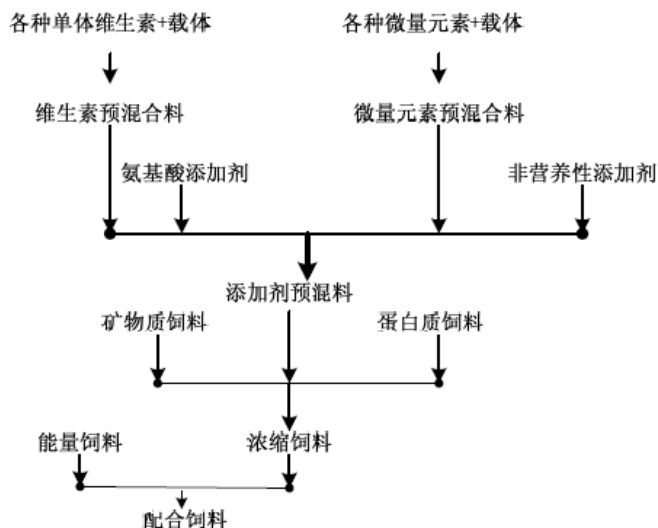 各种单体维生素+载体
各种微量元素+载体
维生素预混合料
微量元素预混合料
氨基酸添加剂
非营养性添加剂
添加剂预混料
矿物质饲料
蛋白质饲料
能量饲料
浓缩饲料
配合饲料